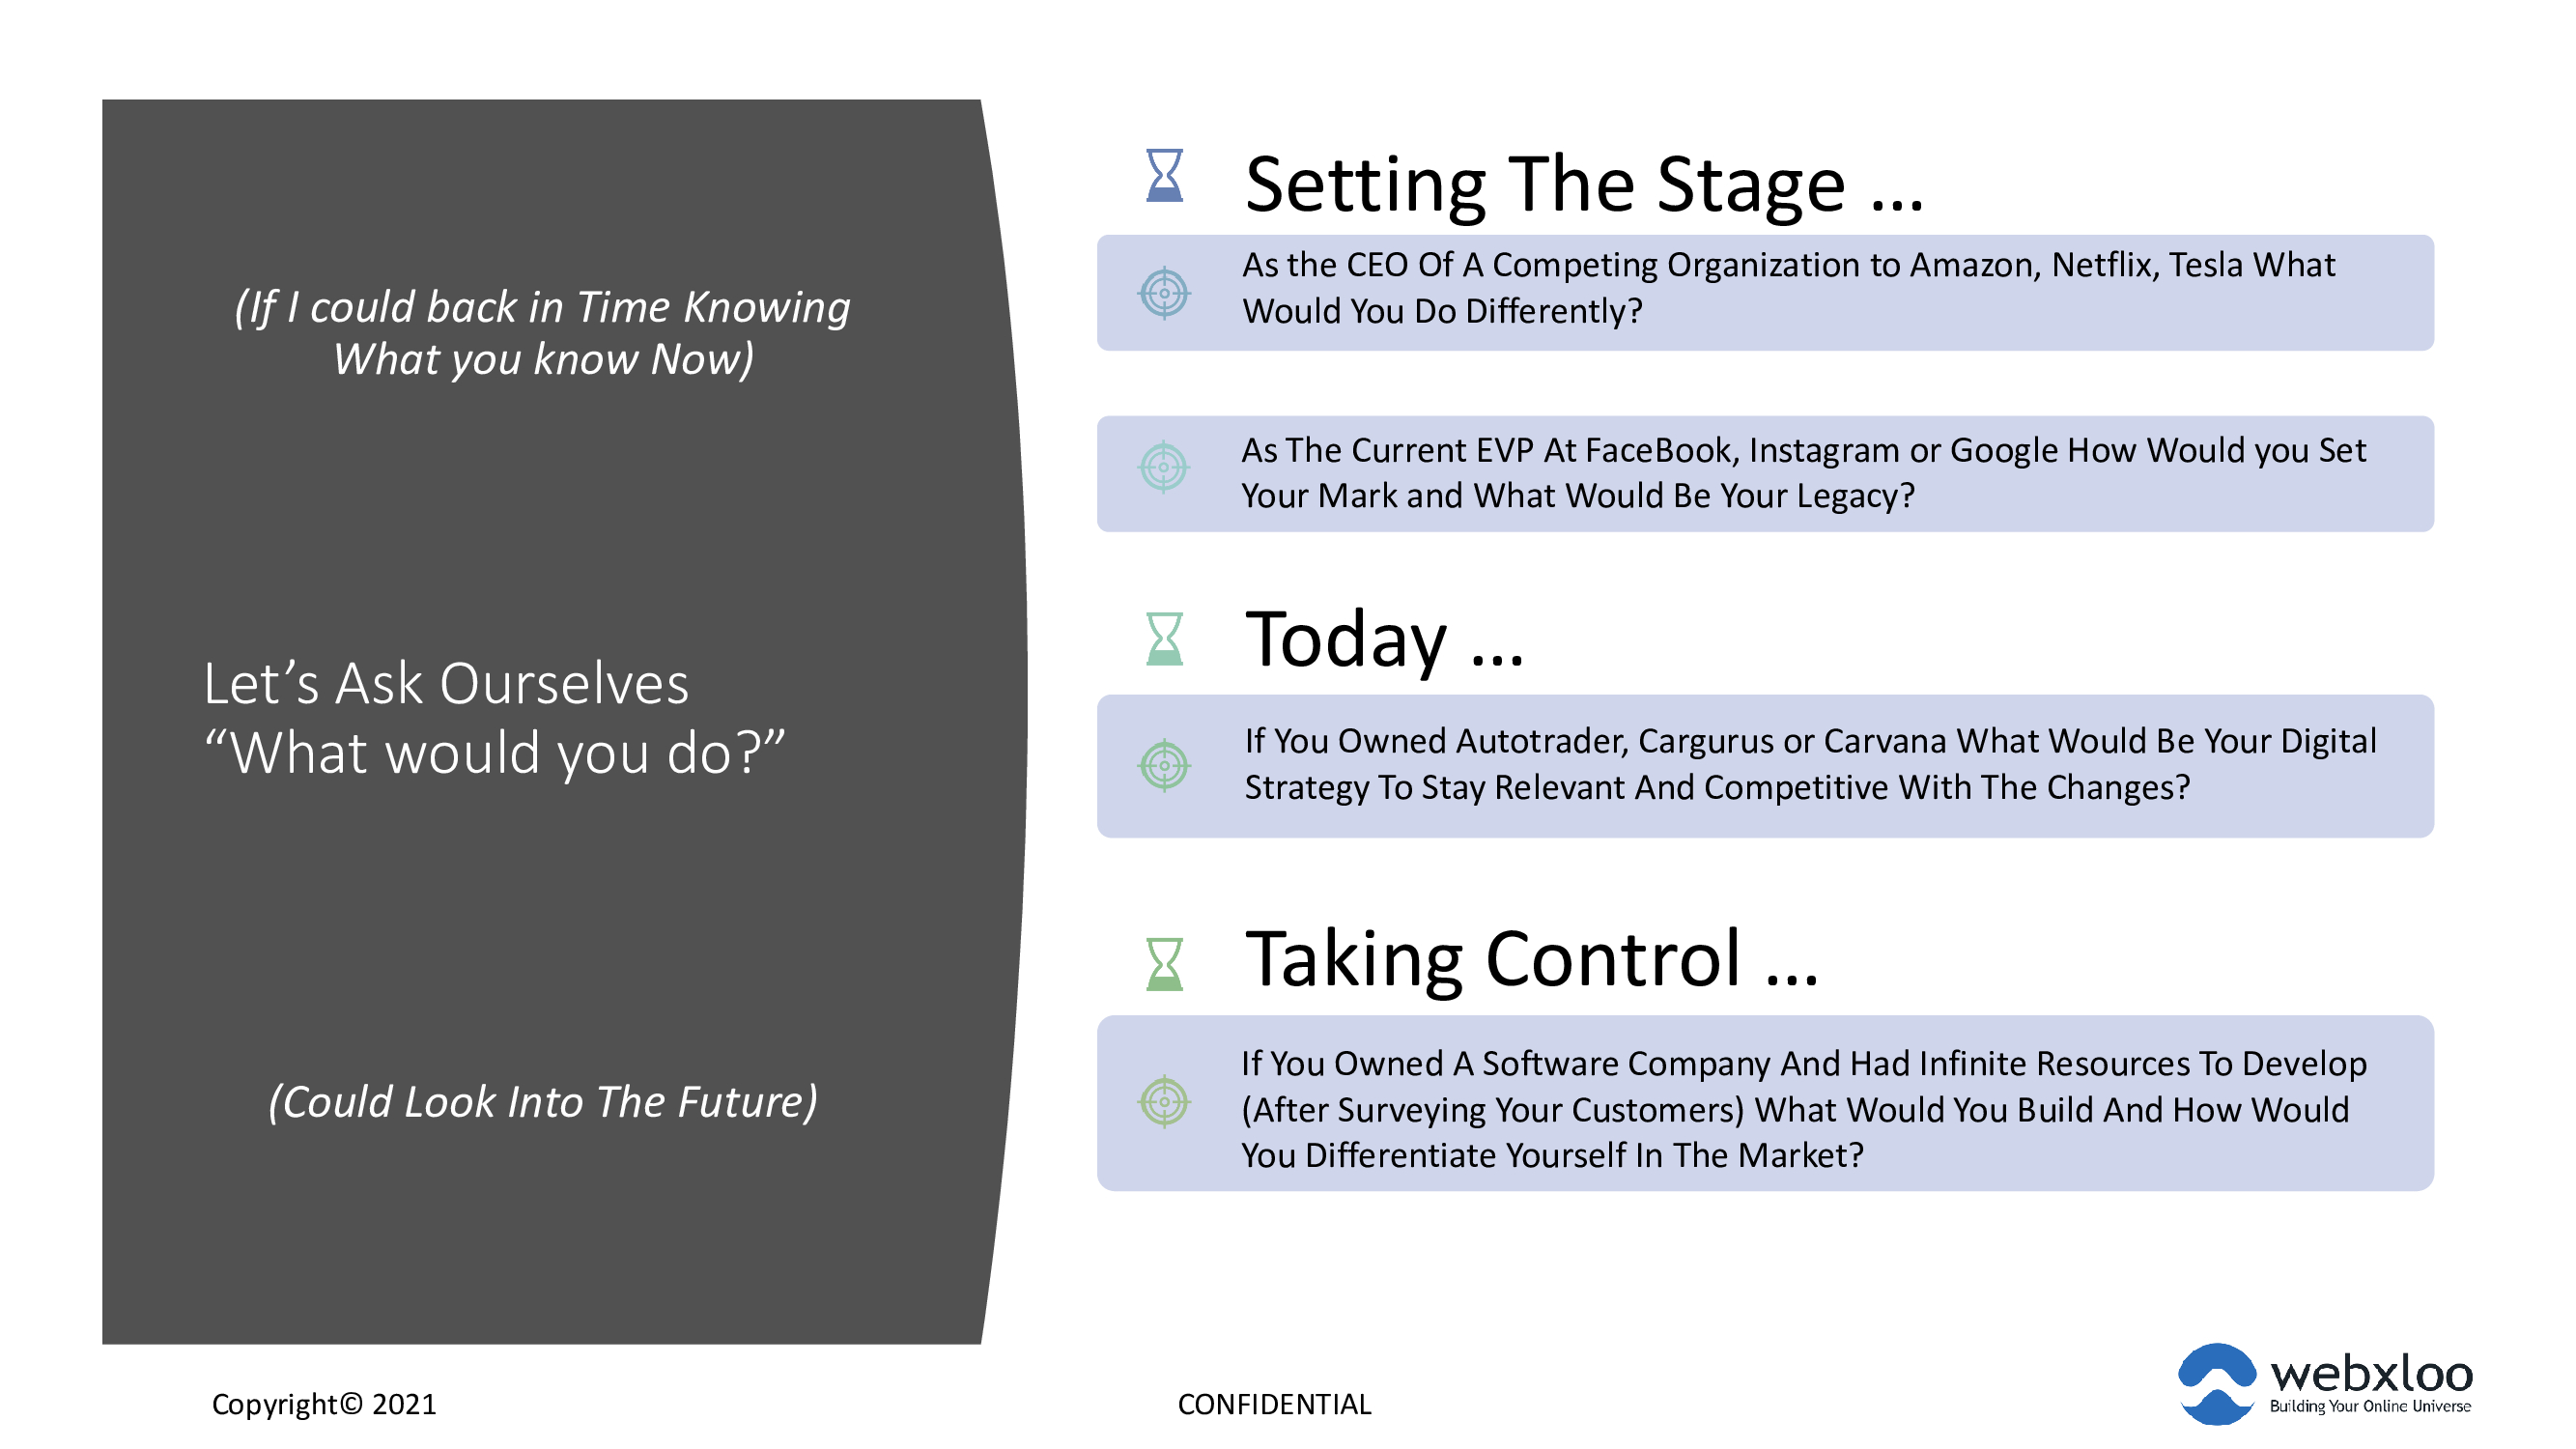 (If I could back in Time Knowing
What you know Now)
Let’s Ask Ourselves
“What would you do?”
(Could Look Into The Future)
Setting The Stage ...
As the CEO Of A Competing Organization to Amazon, Netflix, Tesla What
Would You Do Differently?
As The Current EVP At FaceBook, Instagram or Google How Would you Set
Your Mark and What Would Be Your Legacy?
Today ...
If You Owned Autotrader, Cargurus or Carvana What Would Be Your Digital
Strategy To Stay Relevant And Competitive With The Changes?
Taking Control ...
If You Owned A Software Company And Had Infinite Resources To Develop
(After Surveying Your Customers) What Would You Build And How Would
You Differentiate Yourself In The Market?
Copyright© 2021
CONFIDENTIAL
webxloo
Building Your Online Universe